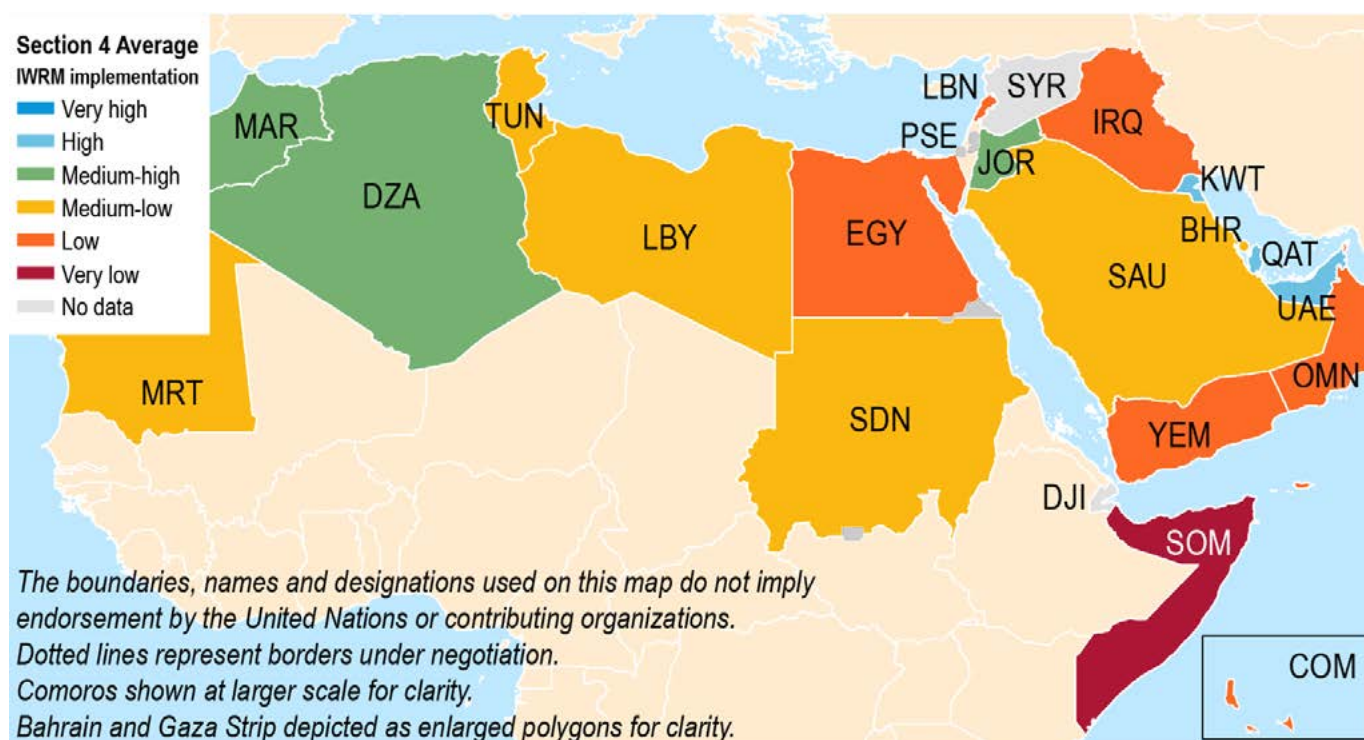 Section 4 Average
IWRM implementation
Very high
High
Medium-high
Medium-low
Low
Very low
No data
MAR
DZA
TUN
LBY
EGY
LBN
SYR
PSE
JOR
IRQ
KWT
BHR
QAT
SAU
UAE
OMN
YEM
MRT
SDN
DJI
SOM
COM
The boundaries, names and designations used on this map do not imply
endorsement by the United Nations or contributing organizations.
Dotted lines represent borders under negotiation.
Comoros shown at larger scale for clarity.
Bahrain and Gaza Strip depicted as enlarged polygons for clarity.